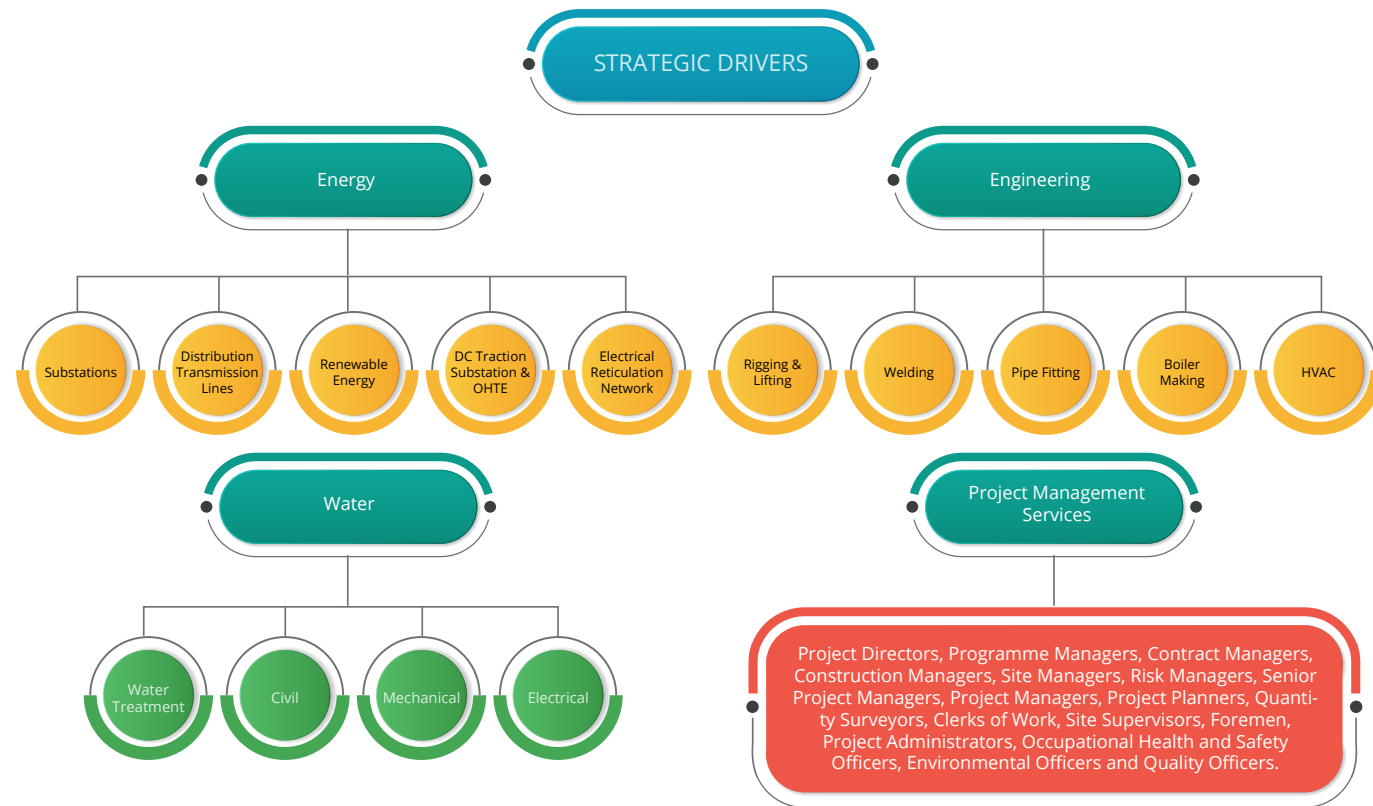 STRATEGIC DRIVERS
Energy
Engineering
Substations
Distribution
Transmission
Lines
Renewable
Energy
DC Traction
Substation &
OHTE
Electrical
Reticulation
Network
Rigging &
Lifting
Welding
Pipe Fitting
Boiler
Making
HVAC
Water
Project Management
Services
Water
Treatment
Civil
Mechanical
Electrical
Project Directors, Programme Managers, Contract Managers,
Construction Managers, Site Managers, Risk Managers, Senior
Project Managers, Project Managers, Project Planners, Quanti-
ty Surveyors, Clerks of Work, Site Supervisors, Foremen,
Project Administrators, Occupational Health and Safety
Officers, Environmental Officers and Quality Officers.